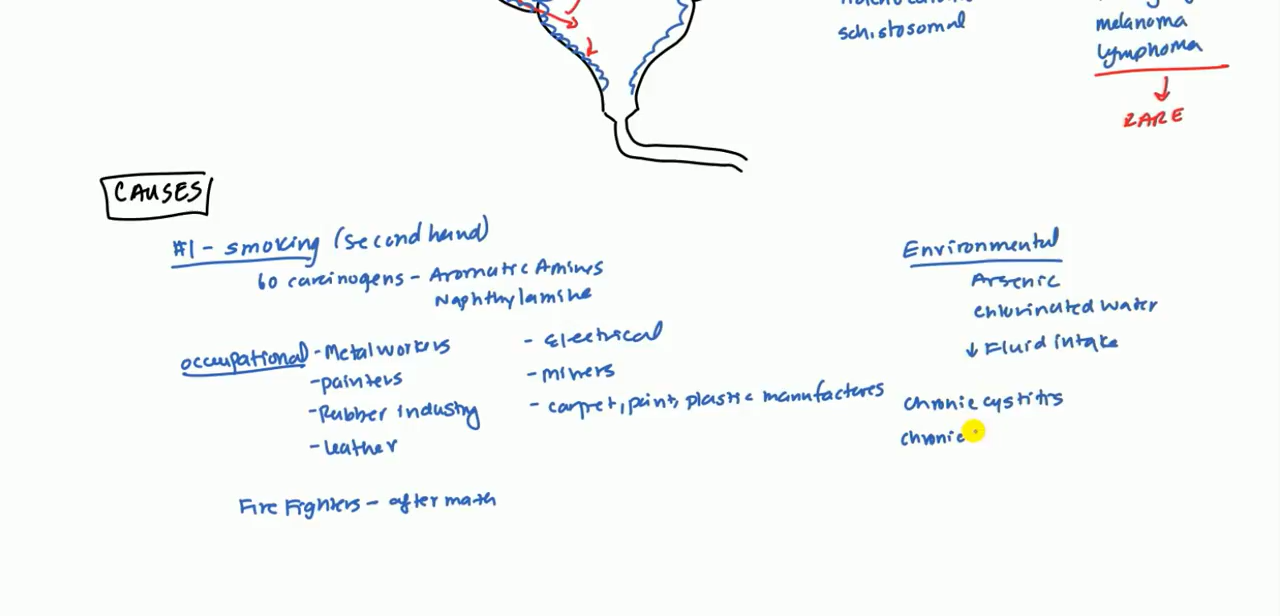 schistosomal
melanoma
lymphoma
RARE
CAUSES
#1 - smoking (second hand)
60 carcinogens - Aromatic Amines
Naphthylamine
occupational - Metal workers
- painters
- Rubber industry
- leather
- Electrical
- miners
- carpet, paint, plastic manufactures
Fire Fighters - after math
Environmental
Arsenic
Chlorinated water
↓ Fluid intake
chronic cystitis
chronic